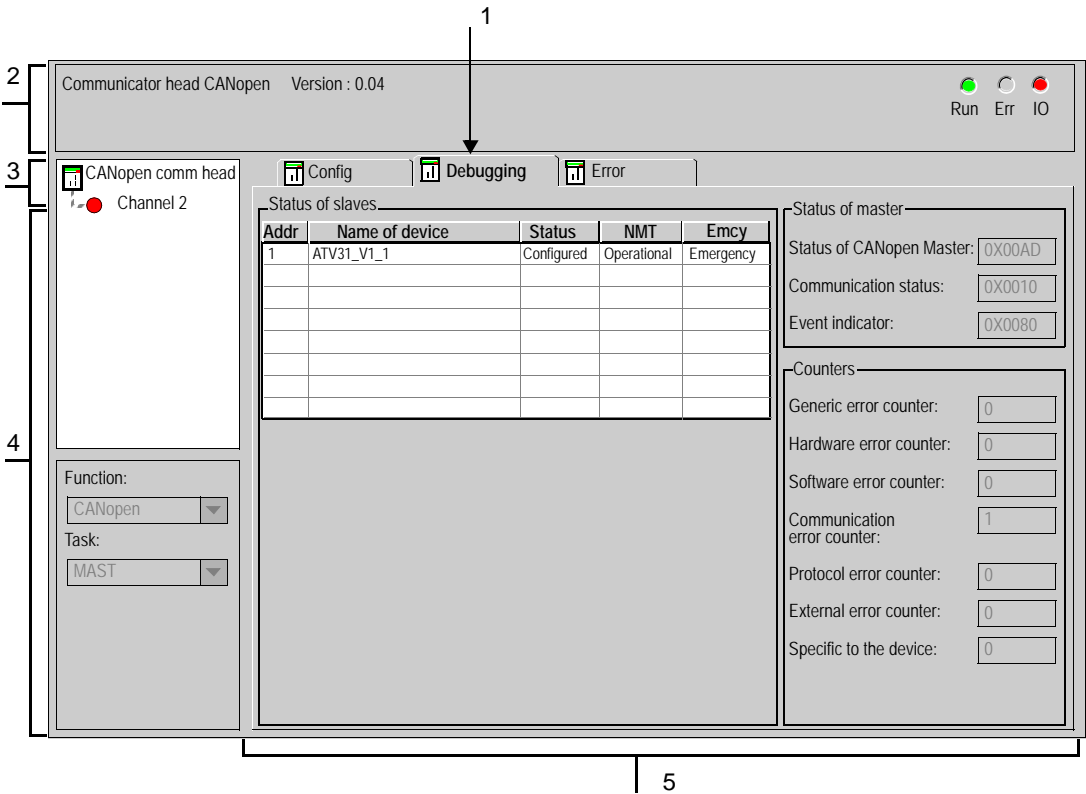 1
2
Communicator head CANopen Version : 0.04
Run Err IO
3
CANopen comm head
Channel 2
Config
Debugging
Error
Status of slaves
Addr Name of device Status NMT Emcy
1 ATV31_V1_1 Configured Operational Emergency
Status of master
Status of CANopen Master: 0X00AD
Communication status: 0X0010
Event indicator: 0X0080
Counters
Generic error counter: 0
Hardware error counter: 0
Software error counter: 0
Communication
error counter: 1
Protocol error counter: 0
External error counter: 0
Specific to the device: 0
4
Function:
CANopen
Task:
MAST
5